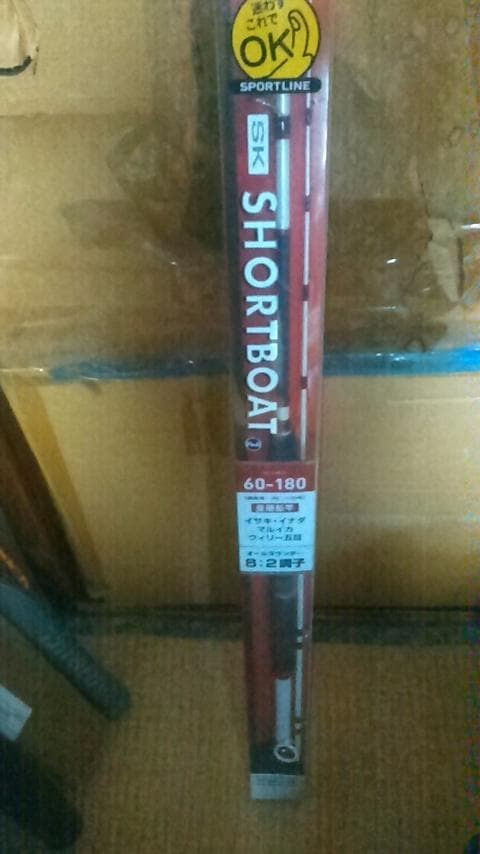 迷わず
これで
OK
SPORTLINE
SK
SHORTBOAT
2
60-180
イサキ・イナダ
マルイカ
ウィリー五目
オールラウンダー
8:2調子